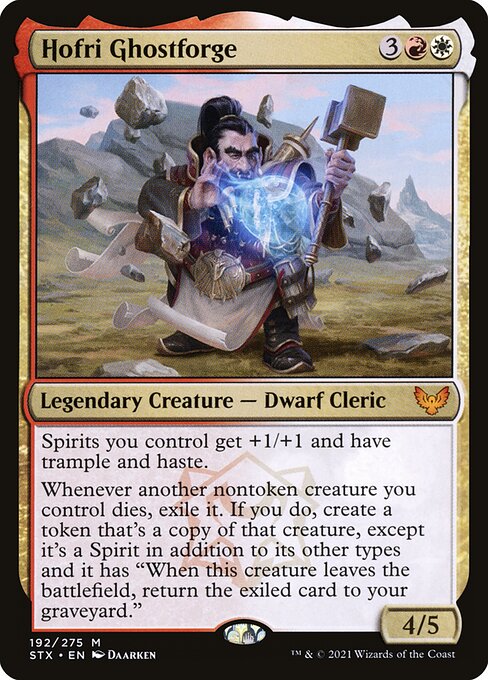 Hofri Ghostforge 3
Legendary Creature — Dwarf Cleric
Spirits you control get +1/+1 and have
trample and haste.
Whenever another nontoken creature you
control dies, exile it. If you do, create a
token that's a copy of that creature, except
it's a Spirit in addition to its other types
and it has “When this creature leaves the
battlefield, return the exiled card to your
graveyard.”
4/5
192/275 M
STX • EN Daarken
™ & © 2021 Wizards of the Coast